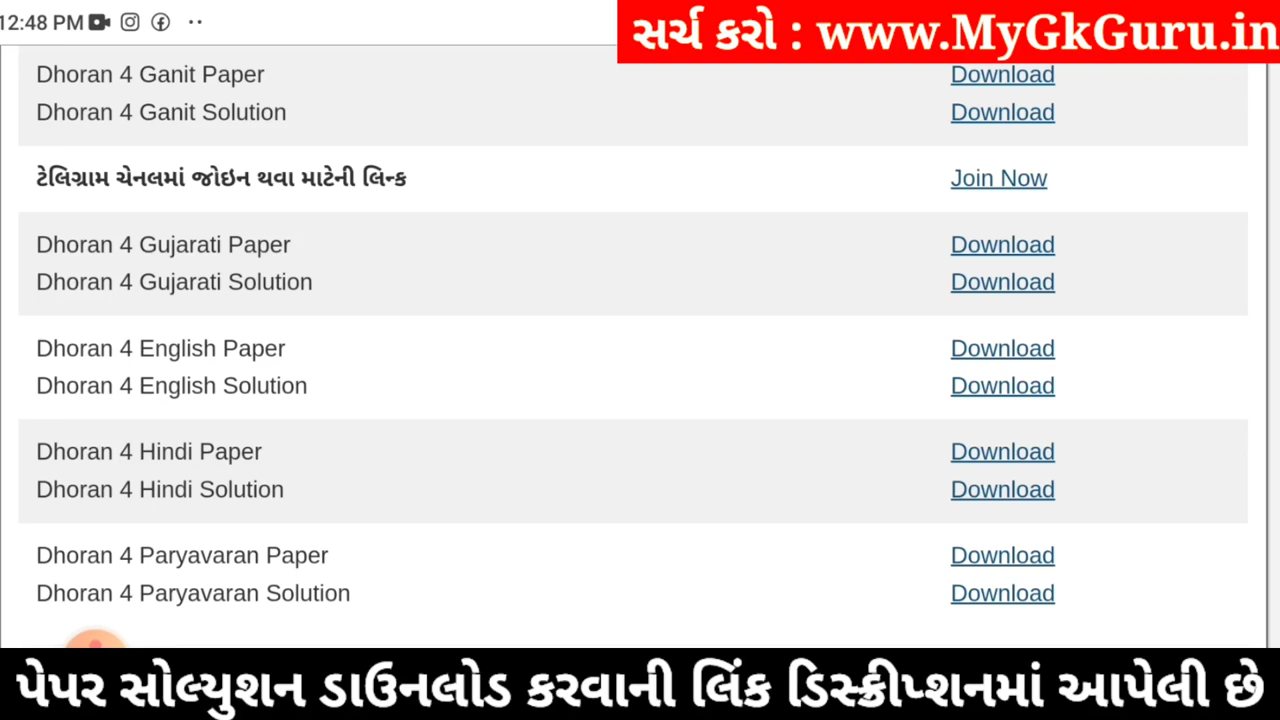 12:48 PM
સર્ચ કરો : www.MyGkGuru.in
Dhoran 4 Ganit Paper Download
Dhoran 4 Ganit Solution Download
ટેલિગ્રામ ચેનલમાં જોઇન થવા માટેની લિન્ક Join Now
Dhoran 4 Gujarati Paper Download
Dhoran 4 Gujarati Solution Download
Dhoran 4 English Paper Download
Dhoran 4 English Solution Download
Dhoran 4 Hindi Paper Download
Dhoran 4 Hindi Solution Download
Dhoran 4 Paryavaran Paper Download
Dhoran 4 Paryavaran Solution Download
પેપર સોલ્યુશન ડાઉનલોડ કરવાની લિંક ડિસ્ક્રીપ્શનમાં આપેલી છે